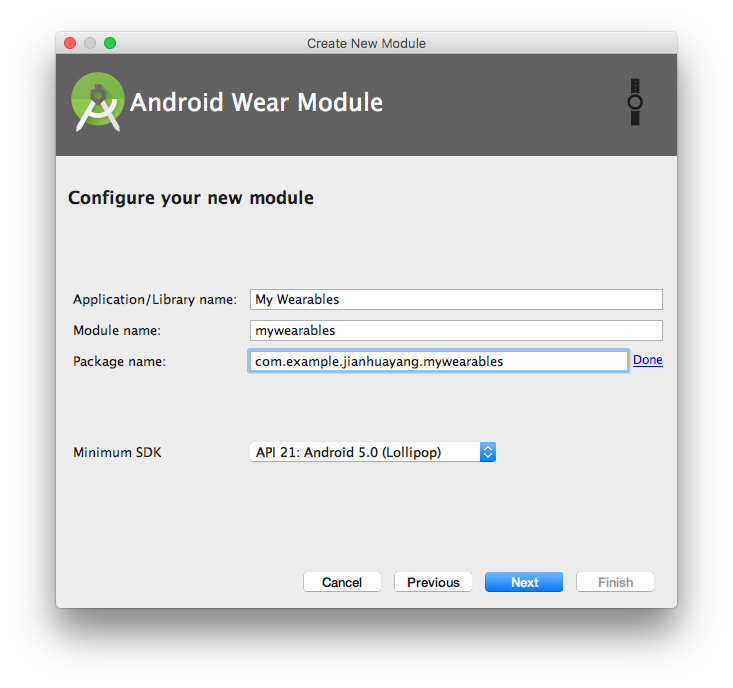 Create New Module
Android Wear Module
Configure your new module
Application/Library name: My Wearables
Module name: mywearables
Package name: com.example.jianhuayang.mywearables Done
Minimum SDK API 21: Android 5.0 (Lollipop)
Cancel Previous Next Finish